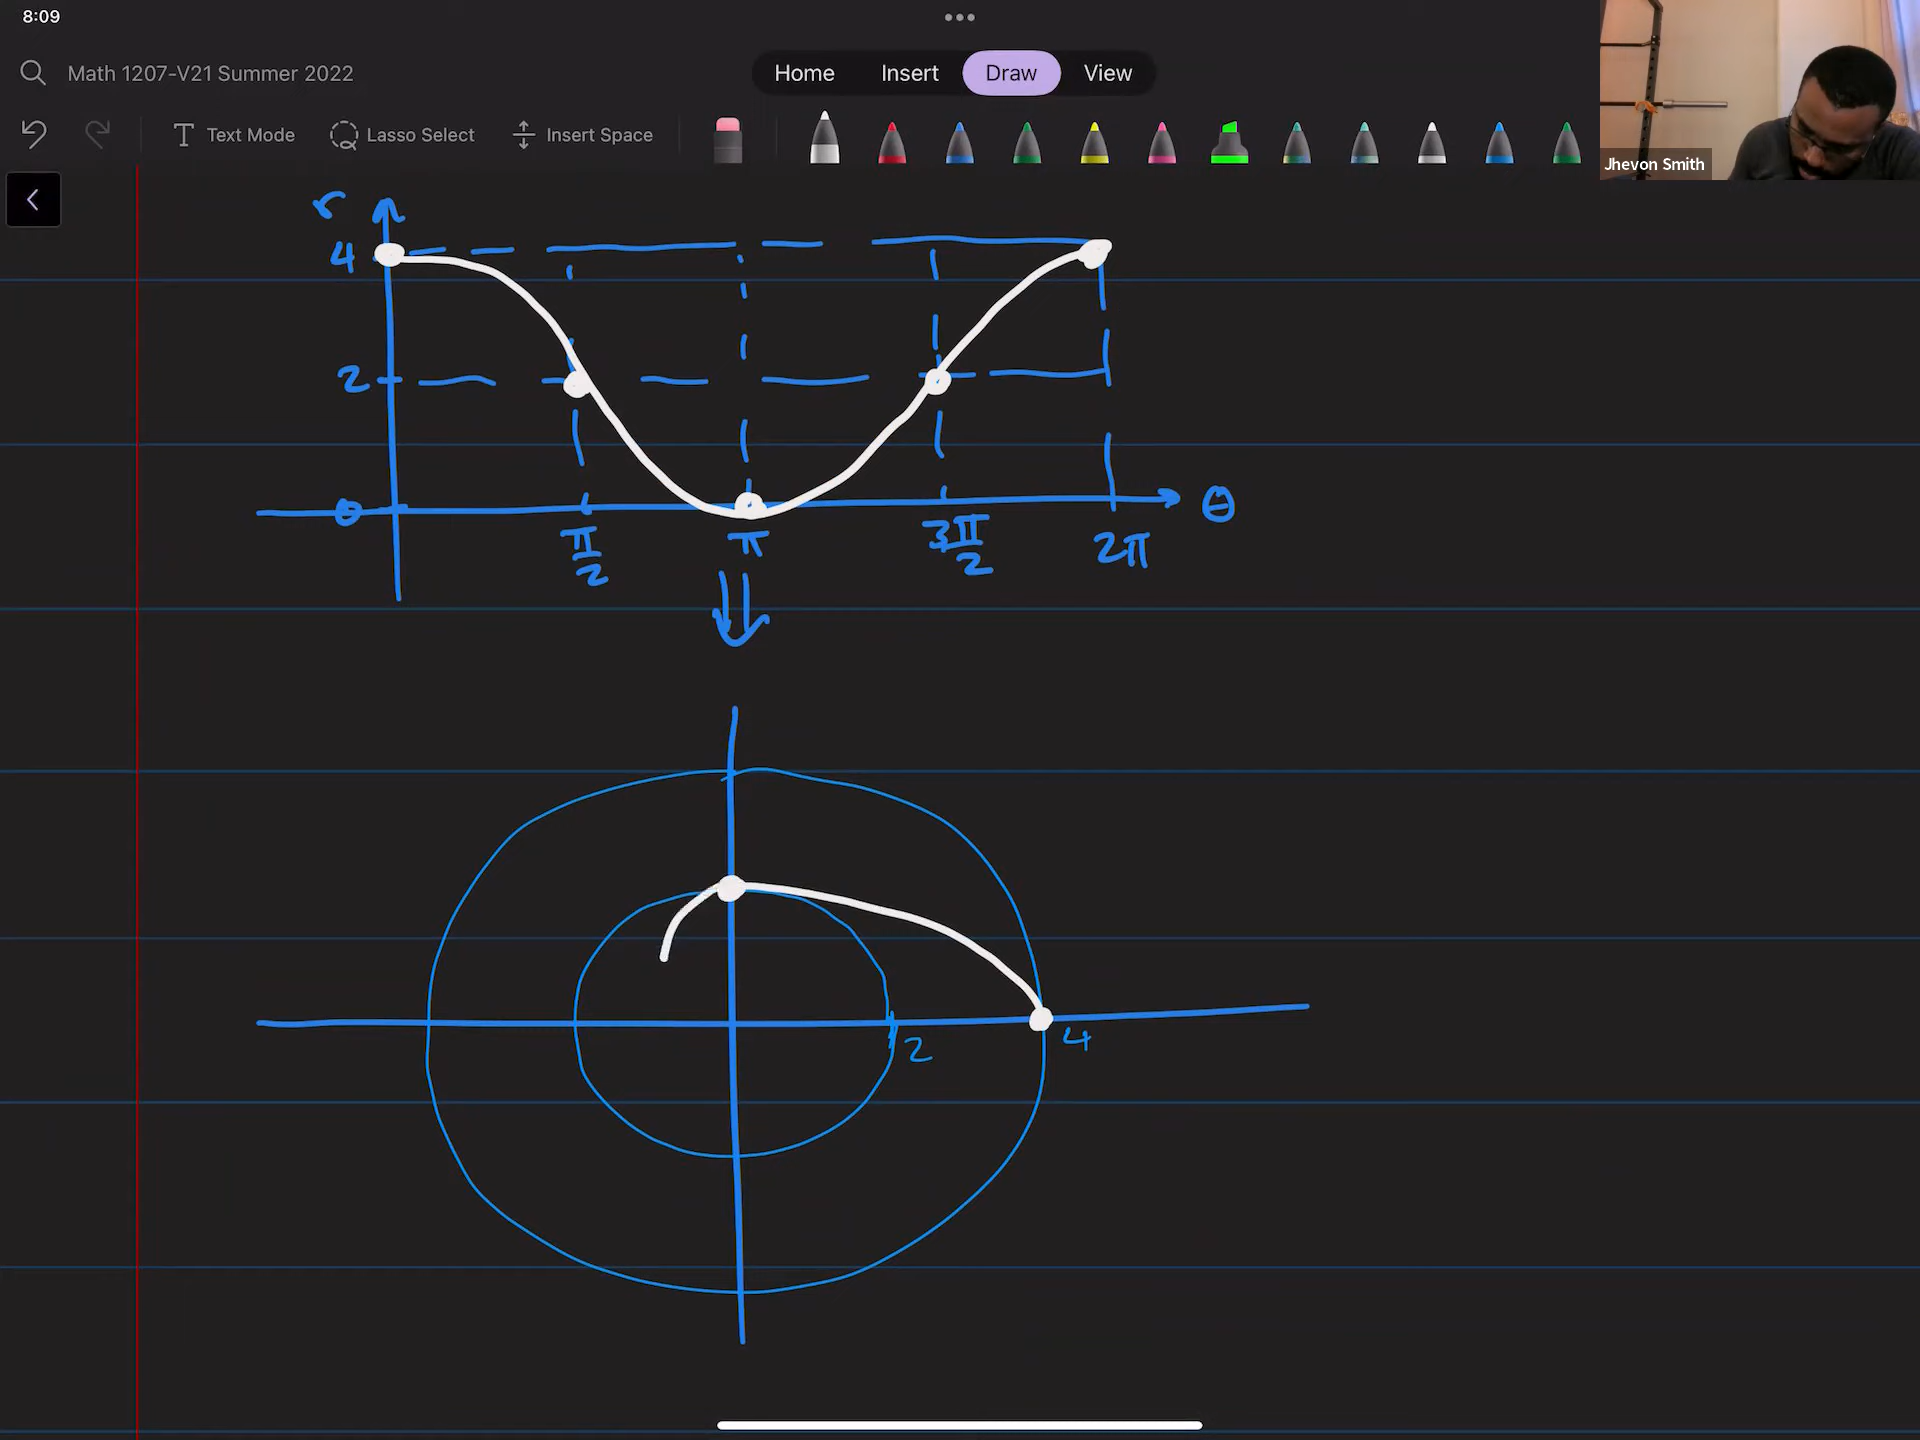 8:09
Math 1207-V21 Summer 2022
Home Insert Draw View
Text Mode Lasso Select Insert Space
Jhevon Smith
r
4
2
0
π/2 π 3π/2 2π θ
2 4